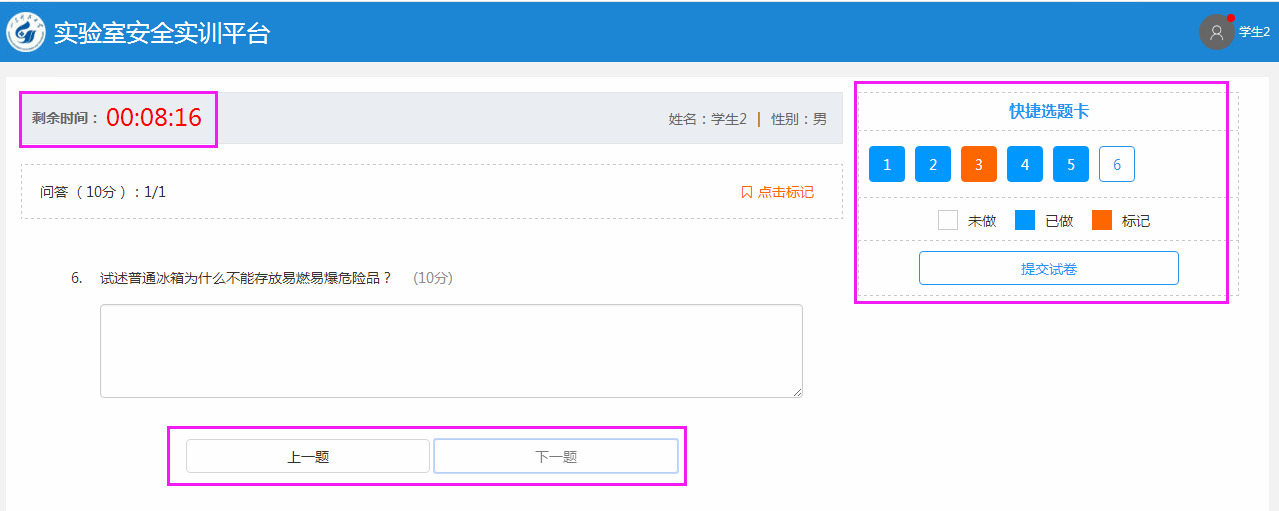 实验室安全实训平台
学生2
剩余时间： 00:08:16
姓名：学生2 | 性别：男
问答（10分）：1/1
点击标记
6. 试述普通冰箱为什么不能存放易燃易爆危险品？ (10分)
上一题
下一题
快捷选题卡
1 2 3 4 5 6
未做 已做 标记
提交试卷